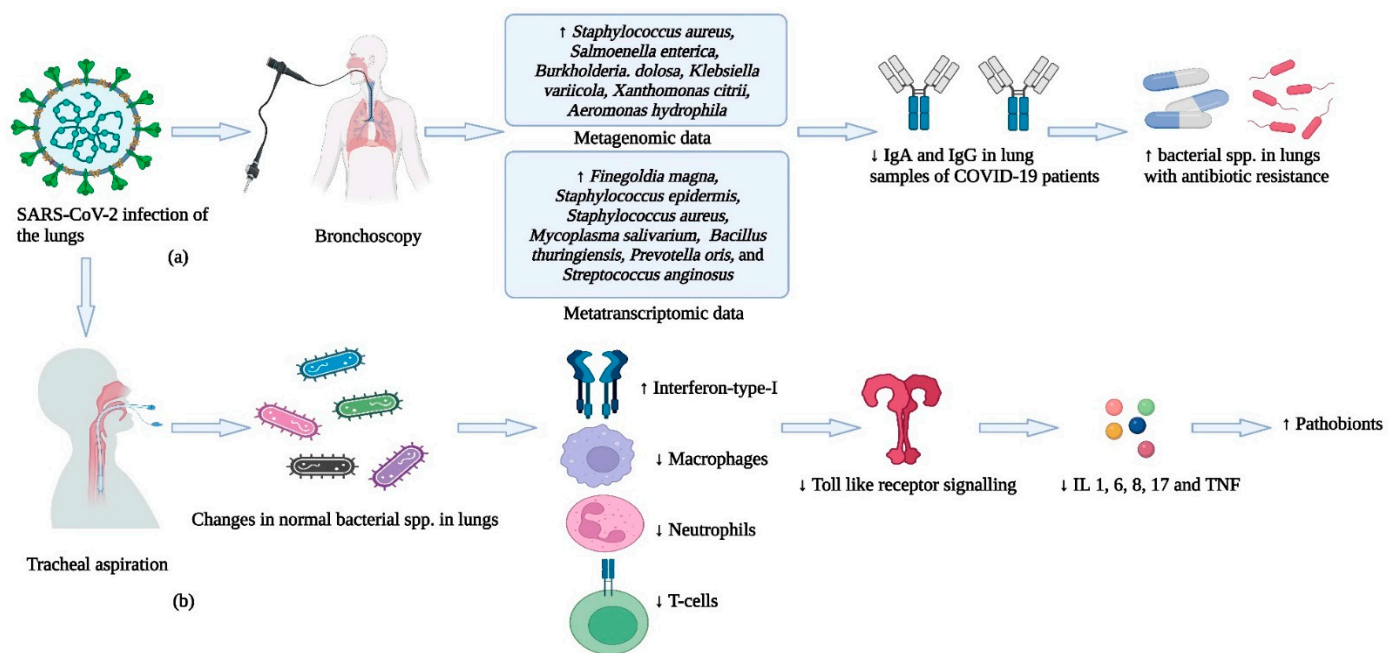 SARS-CoV-2 infection of
the lungs
(a)
Bronchoscopy
↑ Staphylococcus aureus,
Salmoenella enterica,
Burkholderia. dolosa, Klebsiella
variicola, Xanthomonas citrii,
Aeromonas hydrophila
Metagenomic data
↑ Finegoldia magna,
Staphylococcus epidermis,
Staphylococcus aureus,
Mycoplasma salivarium, Bacillus
thuringiensis, Prevotella oris, and
Streptococcus anginosus
Metatranscriptomic data
↓ IgA and IgG in lung
samples of COVID-19 patients
↑ bacterial spp. in lungs
with antibiotic resistance
Tracheal aspiration
(b)
Changes in normal bacterial spp. in lungs
↑ Interferon-type-I
↓ Macrophages
↓ Neutrophils
↓ T-cells
↓ Toll like receptor signalling
↓ IL 1, 6, 8, 17 and TNF
↑ Pathobionts